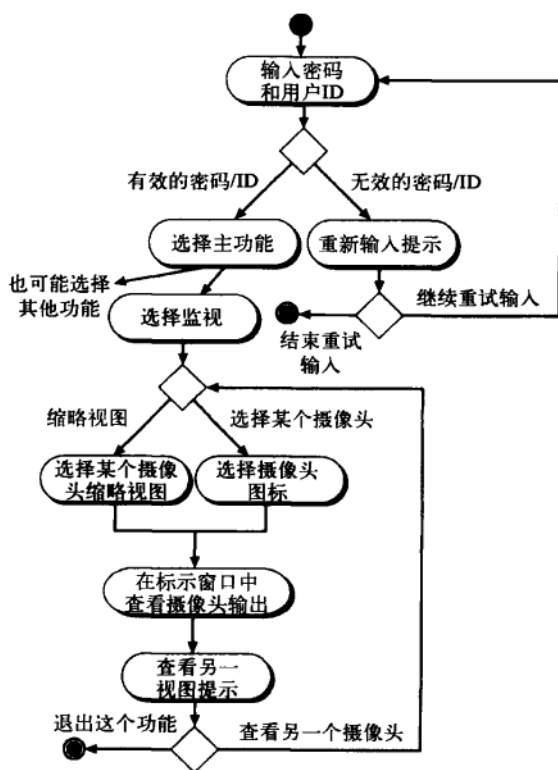 输入密码
和用户ID
有效的密码/ID
无效的密码/ID
选择主功能
重新输入提示
也可能选择
其他功能
选择监视
继续重试输入
结束重试
输入
缩略视图
选择某个摄像头
选择某个摄像
头缩略视图
选择摄像头
图标
在标示窗口中
查看摄像头输出
查看另一
视图提示
退出这个功能
查看另一个摄像头